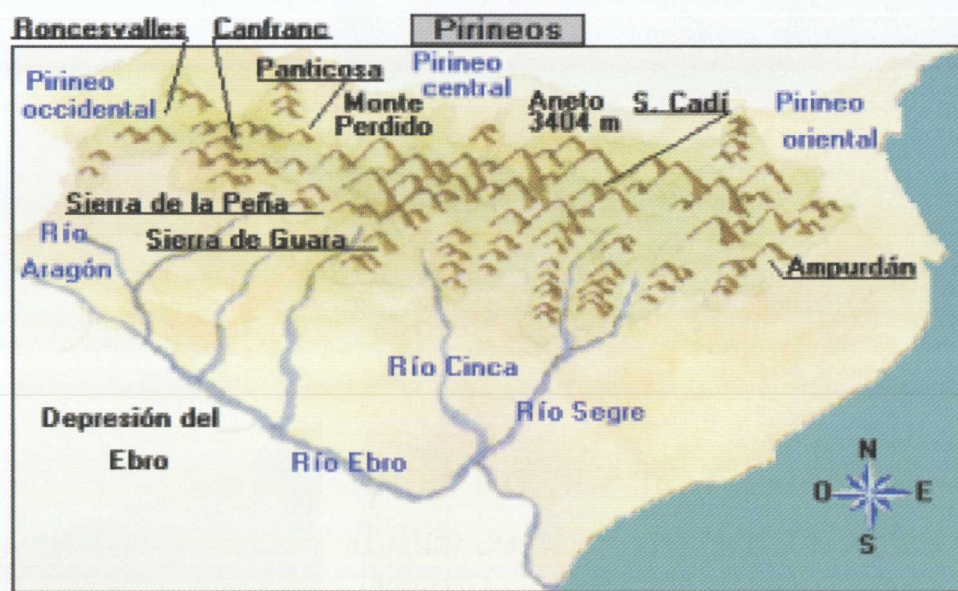 Pirineos
Roncesvalles
Canfranc
Pirineo
occidental
Panticosa
Monte
Perdido
Pirineo
central
Aneto
3404 m
S. Cadí
Pirineo
oriental
Sierra de la Peña
Río
Aragón
Sierra de Guara
Ampurdán
Río Cinca
Río Segre
Depresión del
Ebro
Río Ebro
N
O
E
S